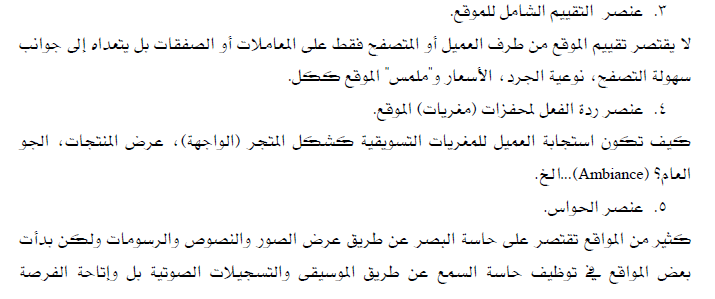 ٣. عنصر التقييم الشامل للموقع.
لا يقتصر تقييم الموقع من طرف العميل أو المتصفح فقط على المعاملات أو الصفقات بل يتعداه إلى جوانب
سهولة التصفح، نوعية الجرد، الأسعار و"ملمس" الموقع ككل.
٤. عنصر ردة الفعل لمحفزات (مغريات) الموقع.
كيف تكون استجابة العميل للمغريات التسويقية كشكل المتجر (الواجهة)، عرض المنتجات، الجو
العام؟ (Ambiance)...الخ.
٥. عنصر الحواس.
كثير من المواقع تقتصر على حاسة البصر عن طريق عرض الصور والنصوص والرسومات ولكن بدأت
بعض المواقع في توظيف حاسة السمع عن طريق الموسيقى والتسجيلات الصوتية بل وإتاحة الفرصة